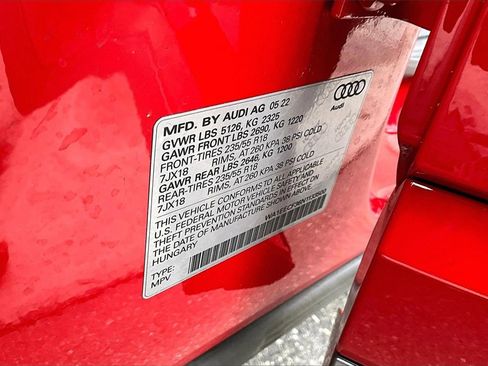 MFD. BY AUDI AG 05 22
GVWR LBS 5126, KG 2325
GAWR FRONT LBS 2690, KG 1220
FRONT-TIRES 235/55 R18
7JX18 RIMS, AT 260 KPA 38 PSI COLD
GAWR REAR LBS 2646, KG 1200
REAR-TIRES 235/55 R18
7JX18 RIMS, AT 260 KPA 38 PSI COLD
THIS VEHICLE CONFORMS TO ALL APPLICABLE
U.S. FEDERAL MOTOR VEHICLE SAFETY AND
THEFT PREVENTION STANDARDS IN EFFECT ON
THE DATE OF MANUFACTURE SHOWN ABOVE.
HUNGARY
TYPE:
MPV
Audi